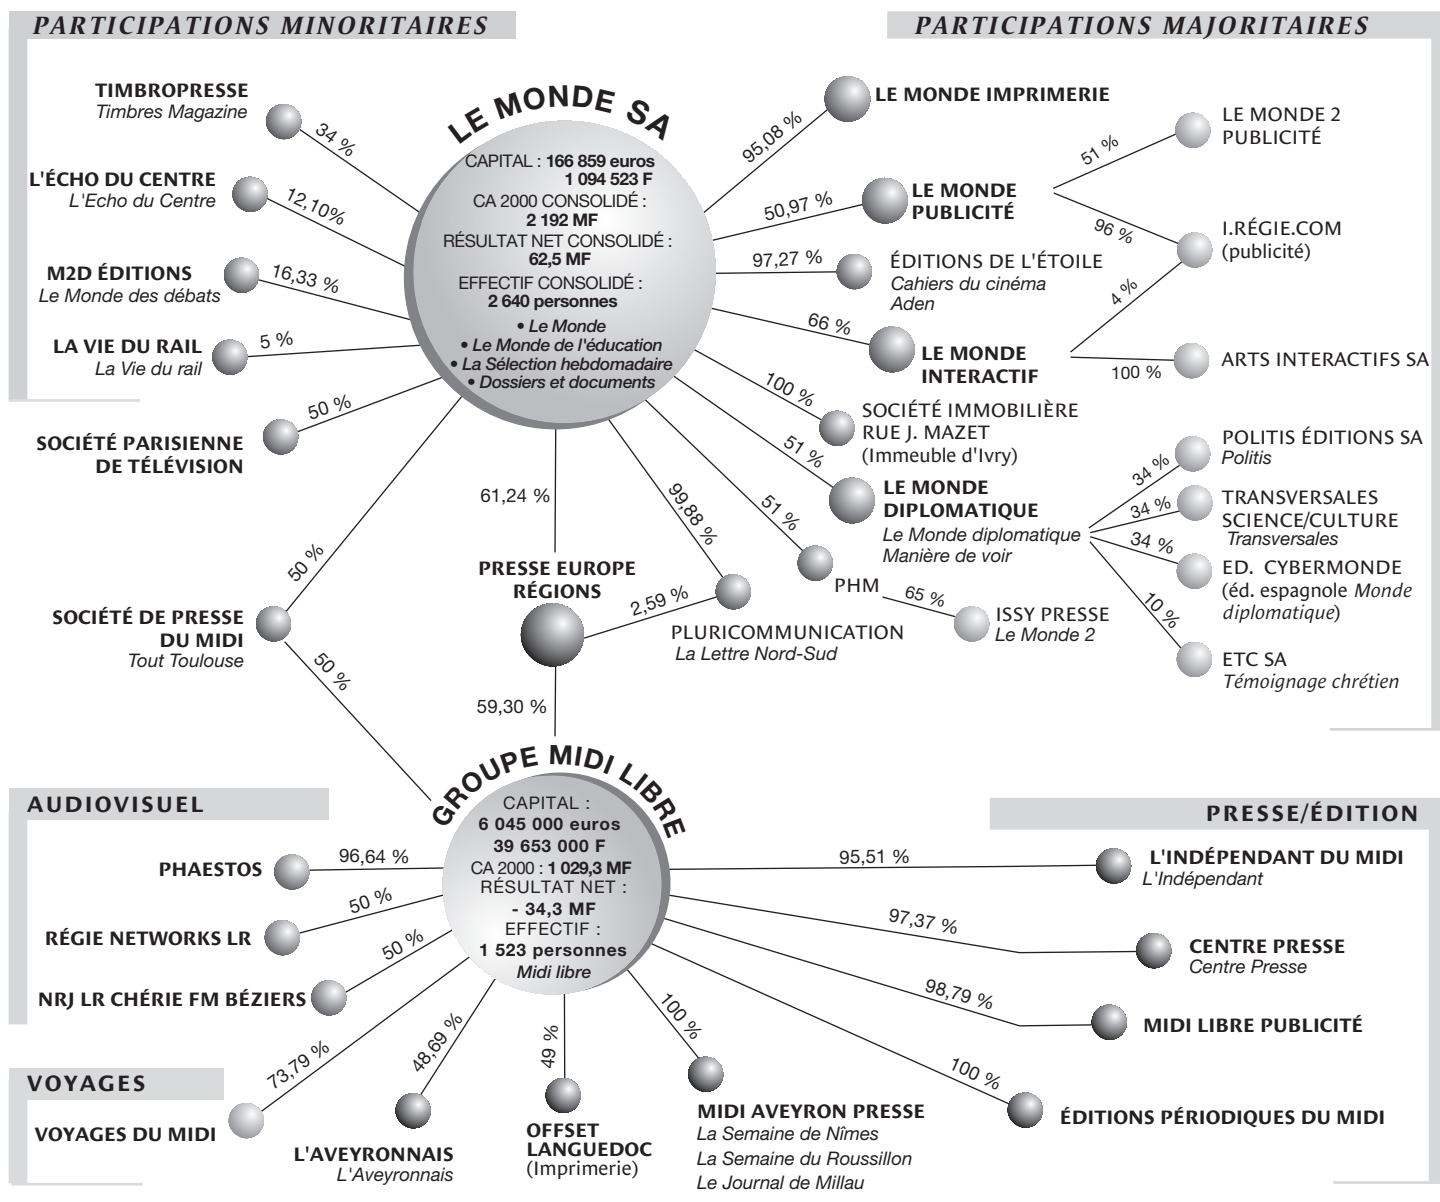 PARTICIPATIONS MINORITAIRES
PARTICIPATIONS MAJORITAIRES
TIMBROPRESSE
Timbres Magazine
34 %
L'ÉCHO DU CENTRE
L'Echo du Centre
12,10%
M2D ÉDITIONS
Le Monde des débats
16,33 %
LA VIE DU RAIL
La Vie du rail
5 %
SOCIÉTÉ PARISIENNE
DE TÉLÉVISION
50 %
SOCIÉTÉ DE PRESSE
DU MIDI
Tout Toulouse
50 %
50 %
LE MONDE SA
CAPITAL : 166 859 euros
1 094 523 F
CA 2000 CONSOLIDÉ :
2 192 MF
RÉSULTAT NET CONSOLIDÉ :
62,5 MF
EFFECTIF CONSOLIDÉ :
2 640 personnes
• Le Monde
• Le Monde de l'éducation
• La Sélection hebdomadaire
• Dossiers et documents
95,08 %
LE MONDE IMPRIMERIE
50,97 %
LE MONDE
PUBLICITÉ
51 %
LE MONDE 2
PUBLICITÉ
96 %
I.RÉGIE.COM
(publicité)
97,27 %
ÉDITIONS DE L'ÉTOILE
Cahiers du cinéma
Aden
66 %
LE MONDE
INTERACTIF
4 %
100 %
ARTS INTERACTIFS SA
100 %
SOCIÉTÉ IMMOBILIÈRE
RUE J. MAZET
(Immeuble d'Ivry)
51 %
LE MONDE
DIPLOMATIQUE
Le Monde diplomatique
Manière de voir
34 %
POLITIS ÉDITIONS SA
Politis
34 %
TRANSVERSALES
SCIENCE/CULTURE
Transversales
34 %
ED. CYBERMONDE
(éd. espagnole Monde
diplomatique)
10 %
ETC SA
Témoignage chrétien
51 %
PHM
65 %
ISSY PRESSE
Le Monde 2
99,88 %
PLURICOMMUNICATION
La Lettre Nord-Sud
2,59 %
61,24 %
PRESSE EUROPE
RÉGIONS
59,30 %
GROUPE MIDI LIBRE
CAPITAL :
6 045 000 euros
39 653 000 F
CA 2000 : 1 029,3 MF
RÉSULTAT NET :
- 34,3 MF
EFFECTIF :
1 523 personnes
Midi libre
AUDIOVISUEL
PHAESTOS
96,64 %
RÉGIE NETWORKS LR
50 %
NRJ LR CHÉRIE FM BÉZIERS
50 %
VOYAGES
VOYAGES DU MIDI
73,79 %
PRESSE/ÉDITION
95,51 %
L'INDÉPENDANT DU MIDI
L'Indépendant
97,37 %
CENTRE PRESSE
Centre Presse
98,79 %
MIDI LIBRE PUBLICITÉ
100 %
ÉDITIONS PÉRIODIQUES DU MIDI
100 %
MIDI AVEYRON PRESSE
La Semaine de Nîmes
La Semaine du Roussillon
Le Journal de Millau
49 %
OFFSET
LANGUEDOC
(Imprimerie)
48,69 %
L'AVEYRONNAIS
L'Aveyronnais